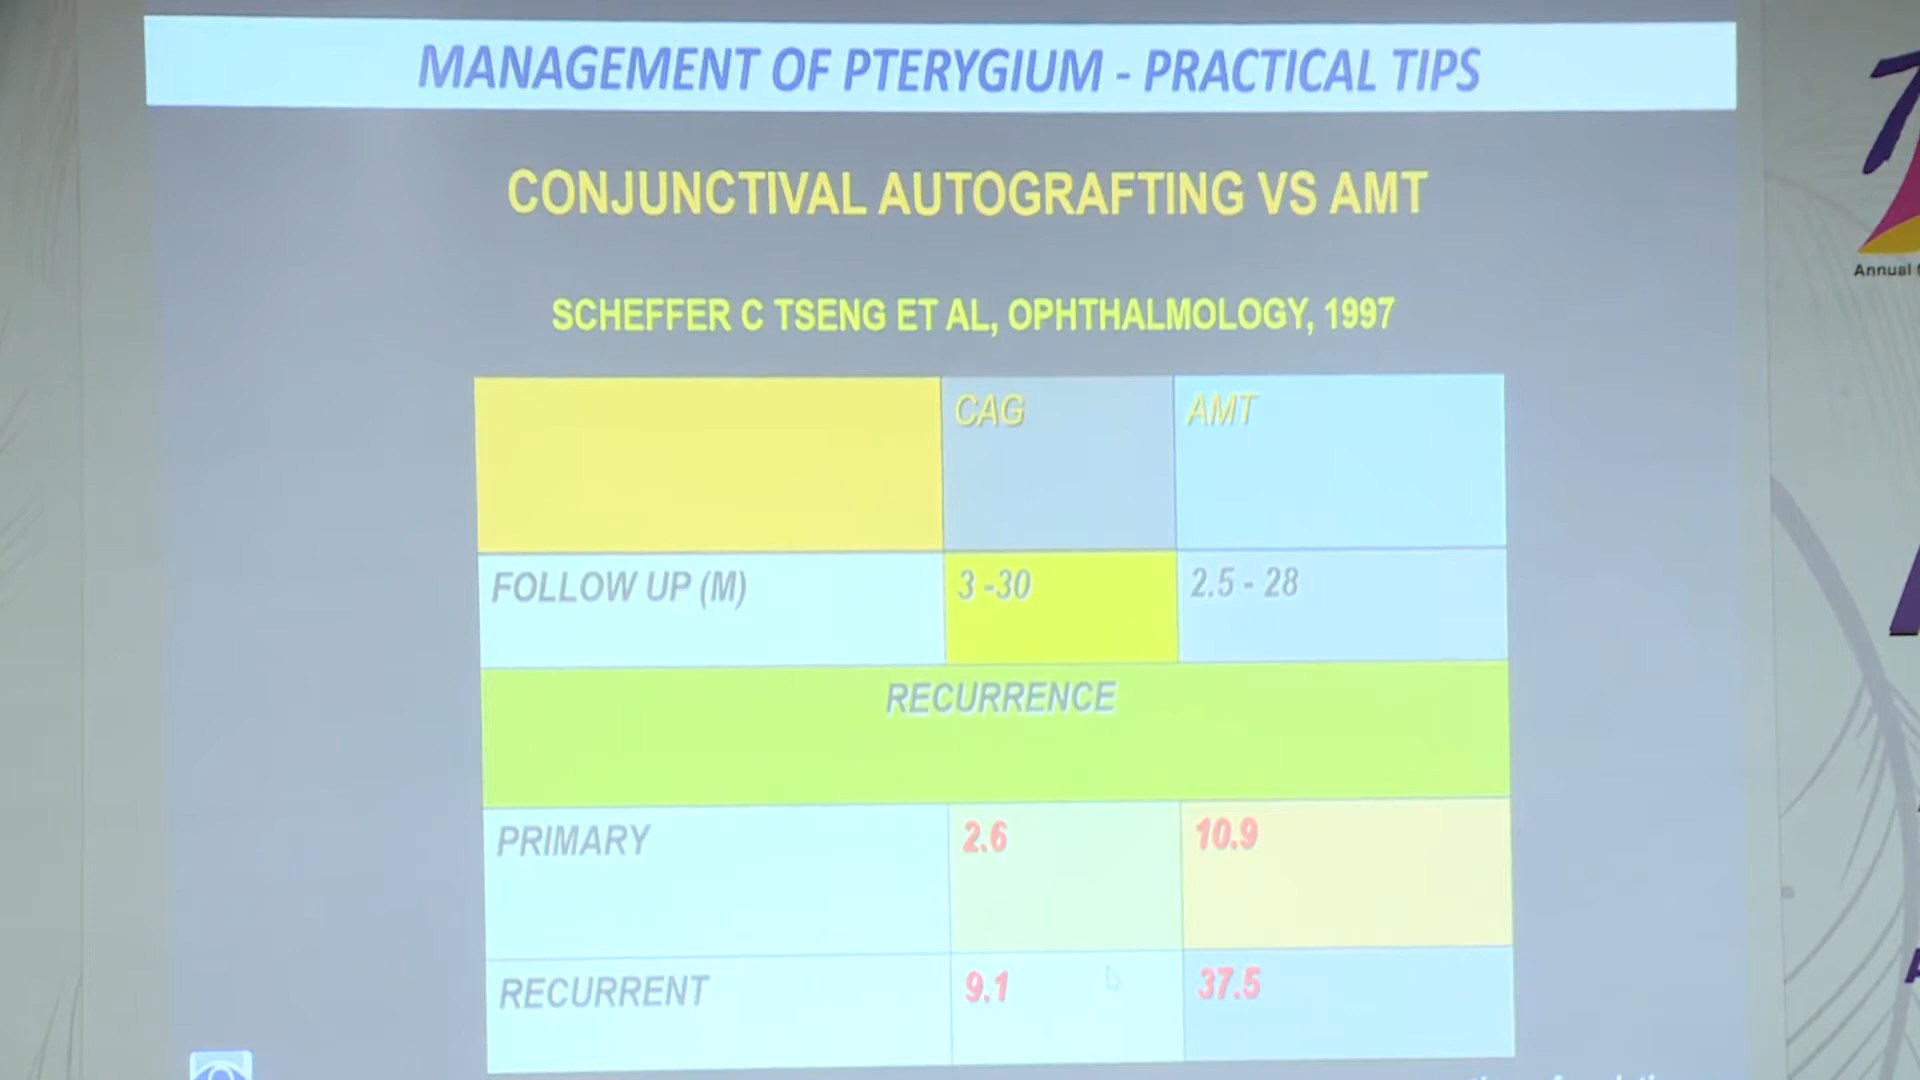 MANAGEMENT OF PTERYGIUM - PRACTICAL TIPS
CONJUNCTIVAL AUTOGRAFTING VS AMT
SCHEFFER C TSENG ET AL, OPHTHALMOLOGY, 1997
CAG AMT
FOLLOW UP (M) 3 -30 2.5 - 28
RECURRENCE
PRIMARY 2.6 10.9
RECURRENT 9.1 37.5
Annual